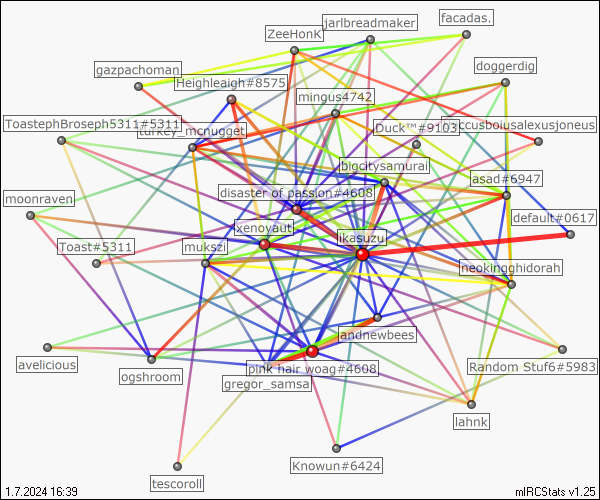 jarlbreadmaker
facadas.
ZeeHonK
gazpachoman
doggerdig
Heighleaigh#8575
mingus4742
ToastephBroseph5311#5311
Duck™#9103
turkey_mcnugget
bigcitysamurai
asad#6947
disaster of passion#4608
moonraven
default#0617
xenoyaut
ikasuzu
Toast#5311
mukszi
neokingghidorah
andnewbees
avelicious
Random Stuf6#5983
pink hair woag#4608
ogshroom
gregor_samsa
lahnk
Knowun#6424
tescoroll
1.7.2024 16:39
mIRCStats v1.25